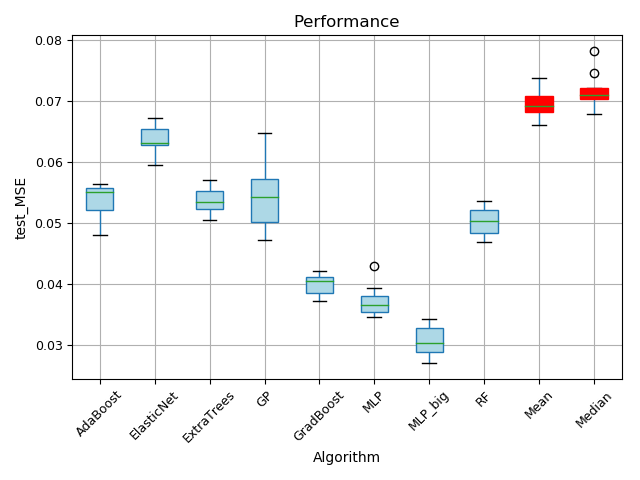 Performance
0.08
0.07
0.06
0.05
0.04
0.03
test_MSE
AdaBoost
ElasticNet
ExtraTrees
GP
GradBoost
MLP
MLP_big
RF
Mean
Median
Algorithm